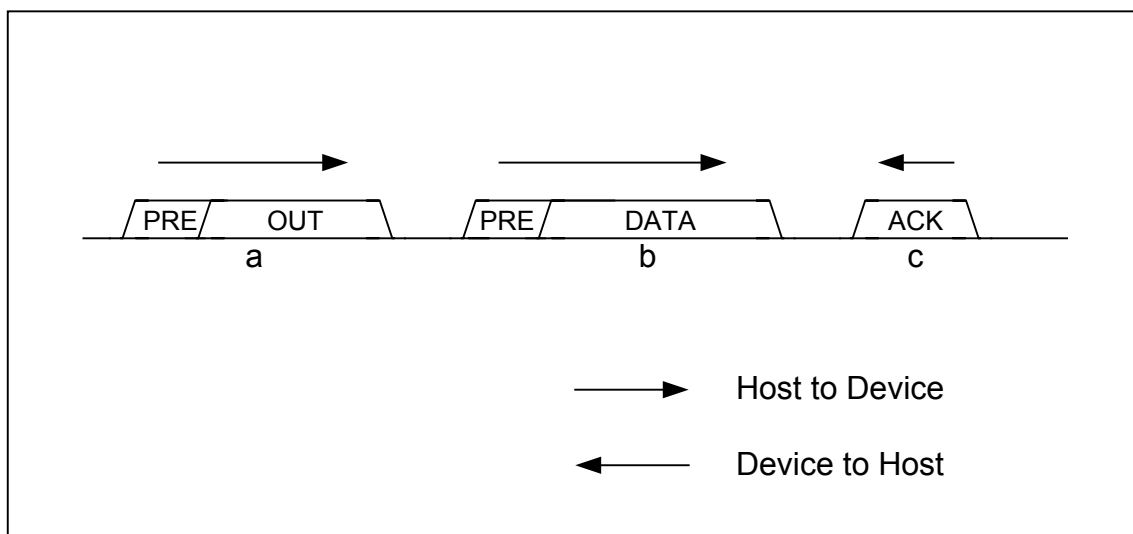 PRE OUT PRE DATA ACK
a b c
Host to Device
Device to Host